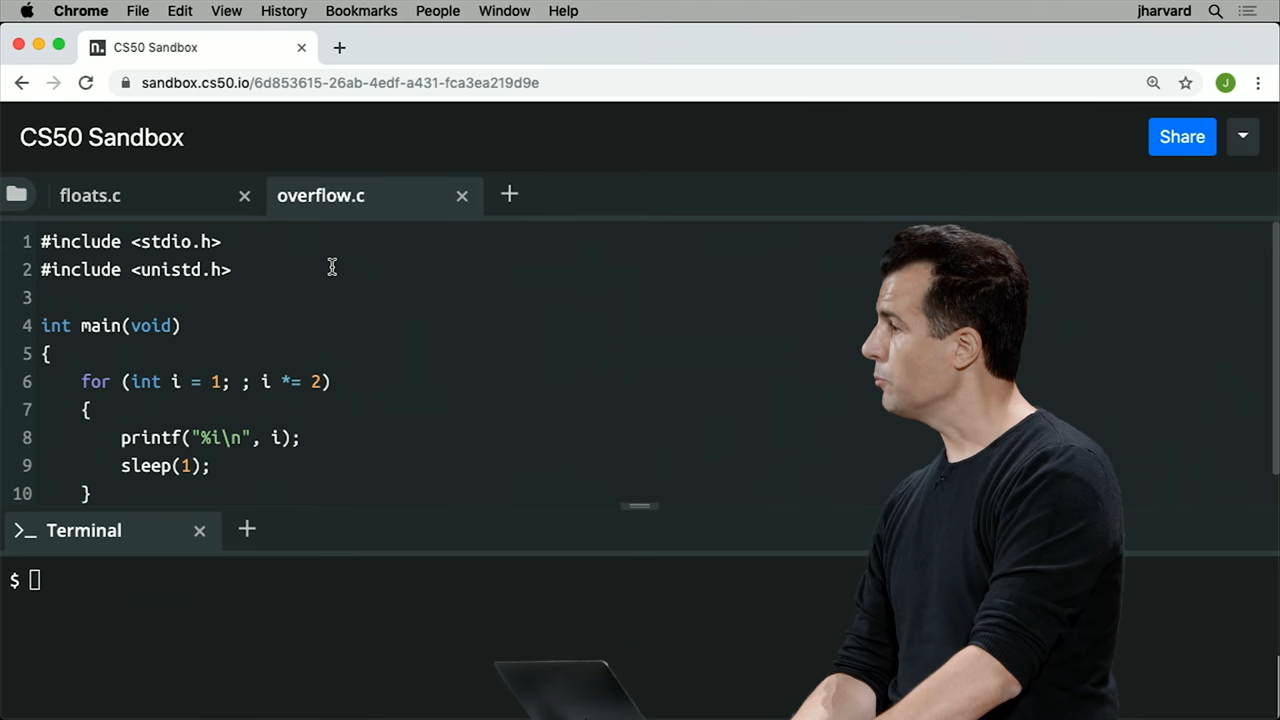 Chrome File Edit View History Bookmarks People Window Help jharvard
n. CS50 Sandbox
sandbox.cs50.io/6d853615-26ab-4edf-a431-fca3ea219d9e J
CS50 Sandbox Share
floats.c overflow.c
1 #include <stdio.h>
2 #include <unistd.h>
3
4 int main(void)
5 {
6 for (int i = 1; ; i *= 2)
7 {
8 printf("%i\n", i);
9 sleep(1);
10 }
>_ Terminal
$